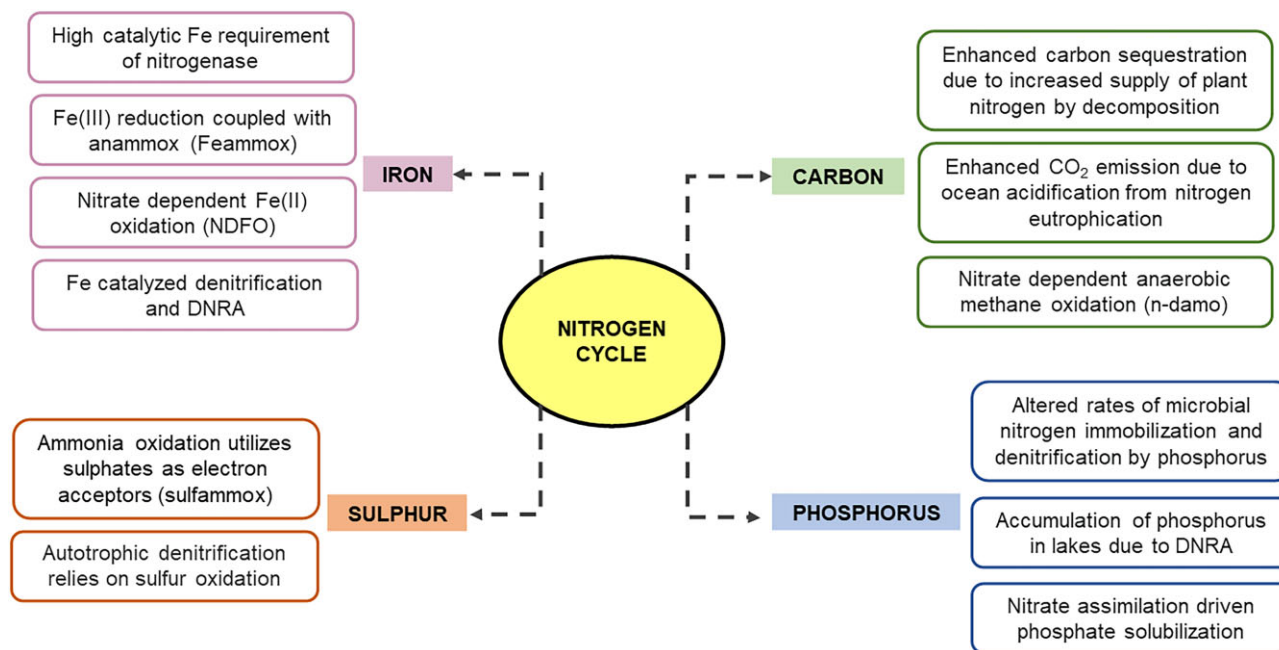 High catalytic Fe requirement
of nitrogenase
Fe(III) reduction coupled with
anammox (Feammox)
IRON
Nitrate dependent Fe(II)
oxidation (NDFO)
Fe catalyzed denitrification
and DNRA
Enhanced carbon sequestration
due to increased supply of plant
nitrogen by decomposition
CARBON
Enhanced CO₂ emission due to
ocean acidification from nitrogen
eutrophication
Nitrate dependent anaerobic
methane oxidation (n-damo)
NITROGEN
CYCLE
Ammonia oxidation utilizes
sulphates as electron
acceptors (sulfammox)
SULPHUR
Autotrophic denitrification
relies on sulfur oxidation
Altered rates of microbial
nitrogen immobilization and
denitrification by phosphorus
PHOSPHORUS
Accumulation of phosphorus
in lakes due to DNRA
Nitrate assimilation driven
phosphate solubilization